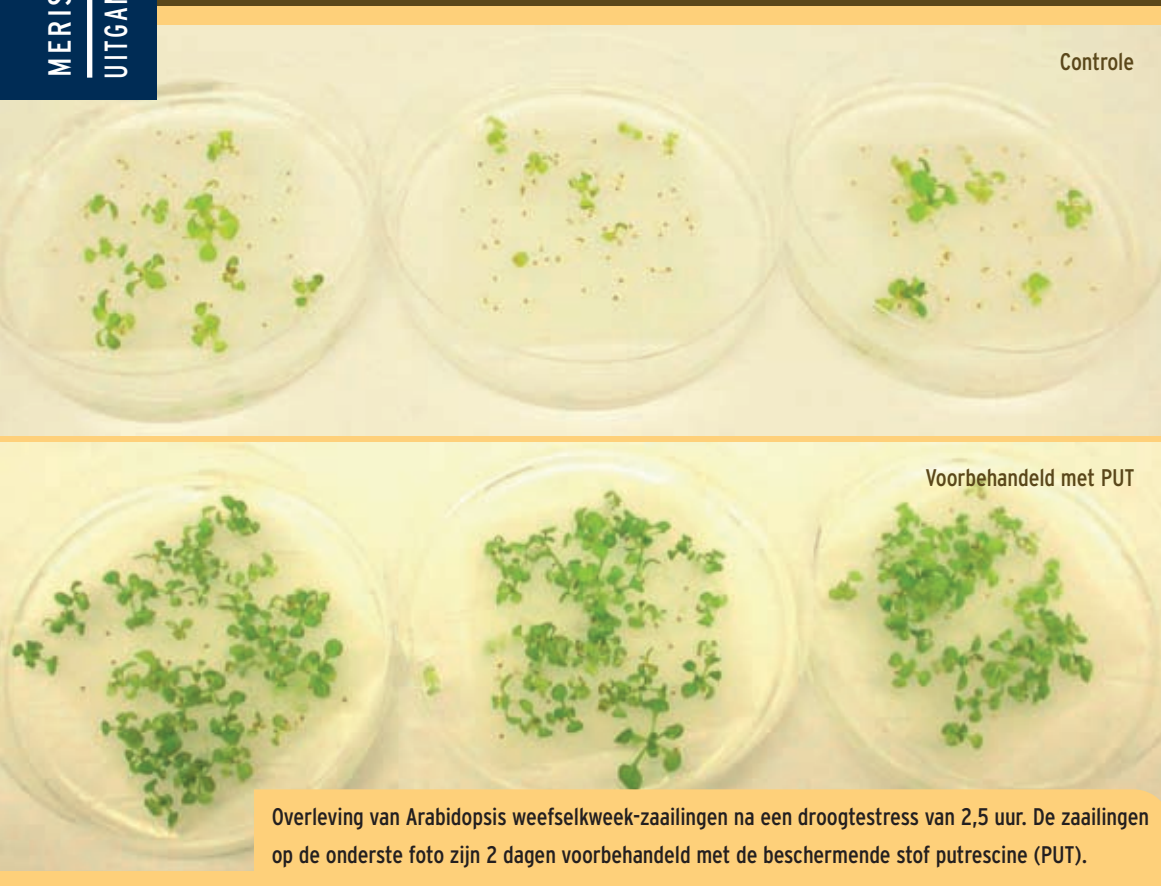 MERIS
UITGA
Controle
Voorbehandeld met PUT
Overleving van Arabidopsis weefselkweek-zaailingen na een droogtestress van 2,5 uur. De zaailingen
op de onderste foto zijn 2 dagen voorbehandeld met de beschermende stof putrescine (PUT).